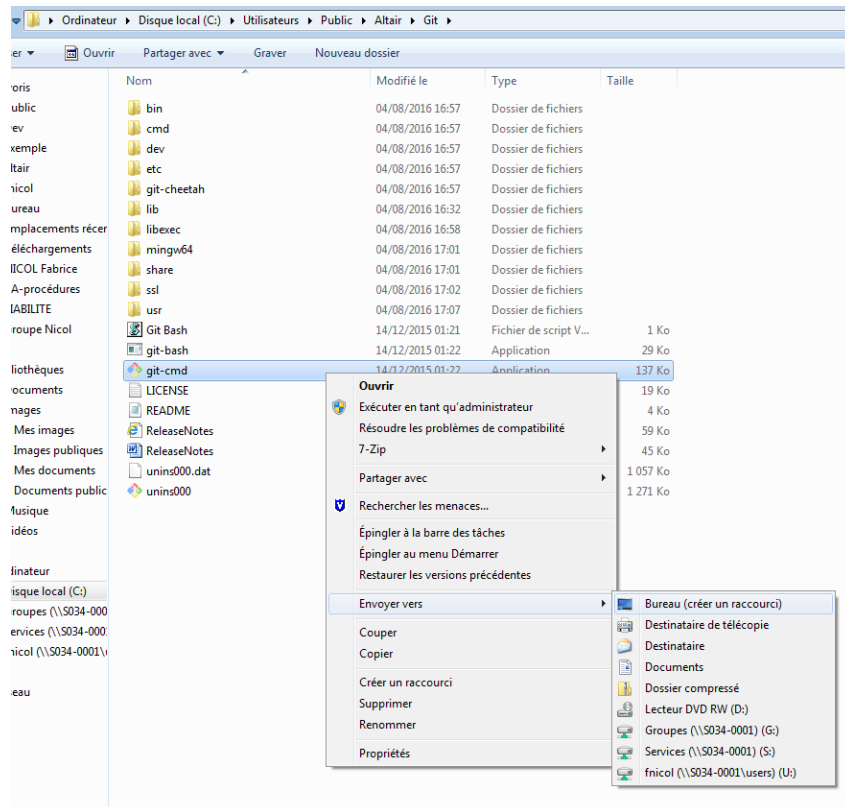 Ordinateur Disque local (C:) Utilisateurs Public Altair Git
Ouvrir Partager avec Graver Nouveau dossier
Nom Modifié le Type Taille
bin 04/08/2016 16:57 Dossier de fichiers
cmd 04/08/2016 16:57 Dossier de fichiers
dev 04/08/2016 16:57 Dossier de fichiers
etc 04/08/2016 16:57 Dossier de fichiers
git-cheetah 04/08/2016 16:57 Dossier de fichiers
lib 04/08/2016 16:32 Dossier de fichiers
libexec 04/08/2016 16:58 Dossier de fichiers
mingw64 04/08/2016 17:01 Dossier de fichiers
share 04/08/2016 17:01 Dossier de fichiers
ssl 04/08/2016 17:02 Dossier de fichiers
usr 04/08/2016 17:07 Dossier de fichiers
Git Bash 14/12/2015 01:21 Fichier de script V... 1 Ko
git-bash 14/12/2015 01:22 Application 29 Ko
git-cmd 14/12/2015 01:22 Application 137 Ko
LICENSE 19 Ko
README 4 Ko
ReleaseNotes 59 Ko
ReleaseNotes 45 Ko
unins000.dat 1 057 Ko
unins000 1 271 Ko
oris
ublic
ev
xemple
ltair
nicol
ureau
mplacements récer
éléchargements
NICOL Fabrice
A-procédures
IABILITE
roupe Nicol
liothèques
ocuments
mages
Mes images
Images publiques
Mes documents
Documents public
Musique
idéos
dinateur
isque local (C:)
roupes (\\S034-000
ervices (\\S034-000
nicol (\\S034-0001\u
eau
Ouvrir
Exécuter en tant qu'administrateur
Résoudre les problèmes de compatibilité
7-Zip
Partager avec
Rechercher les menaces...
Épingler à la barre des tâches
Épingler au menu Démarrer
Restaurer les versions précédentes
Envoyer vers
Couper
Copier
Créer un raccourci
Supprimer
Renommer
Propriétés
Bureau (créer un raccourci)
Destinataire de télécopie
Destinataire
Documents
Dossier compressé
Lecteur DVD RW (D:)
Groupes (\\S034-0001) (G:)
Services (\\S034-0001) (S:)
fnicol (\\S034-0001\users) (U:)